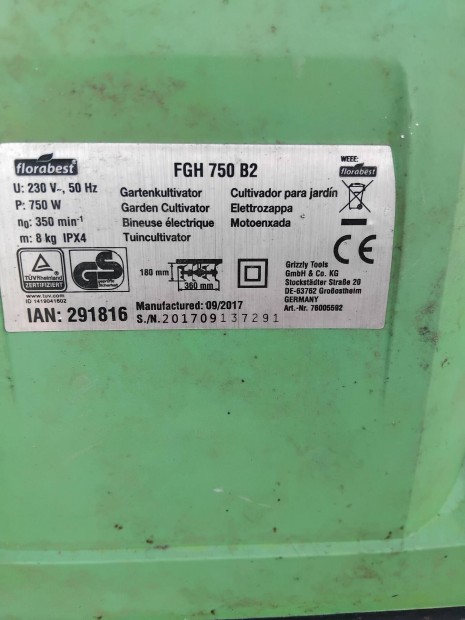 florabest
FGH 750 B2
WEEE:
florabest
U: 230 V~, 50 Hz
P: 750 W
n₀: 350 min⁻¹
m: 8 kg IPX4
Gartenkultivator
Garden Cultivator
Bineuse électrique
Tuincultivator
Cultivador para jardín
Elettrozappa
Motoenxada
CE
TÜVRheinland
ZERTIFIZIERT
www.tuv.com
ID 1419041602
GS
geprüfte
Sicherheit
180 mm
360 mm
Grizzly Tools
GmbH & Co. KG
Stockstädter Straße 20
DE-63762 Großostheim
GERMANY
Art.-Nr. 76005592
IAN: 291816
Manufactured: 09/2017
S./N. 201709137291